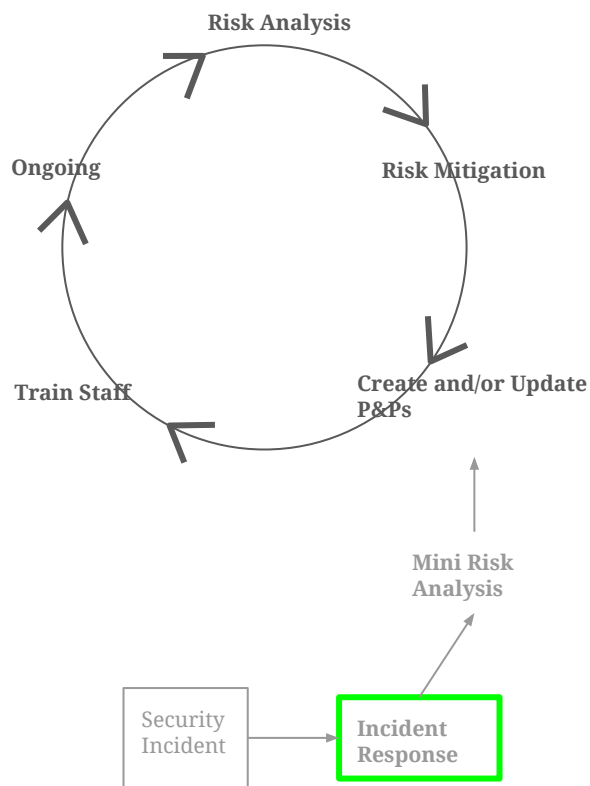 Risk Analysis
Ongoing
Risk Mitigation
Train Staff
Create and/or Update
P&Ps
Mini Risk
Analysis
Security
Incident
Incident
Response